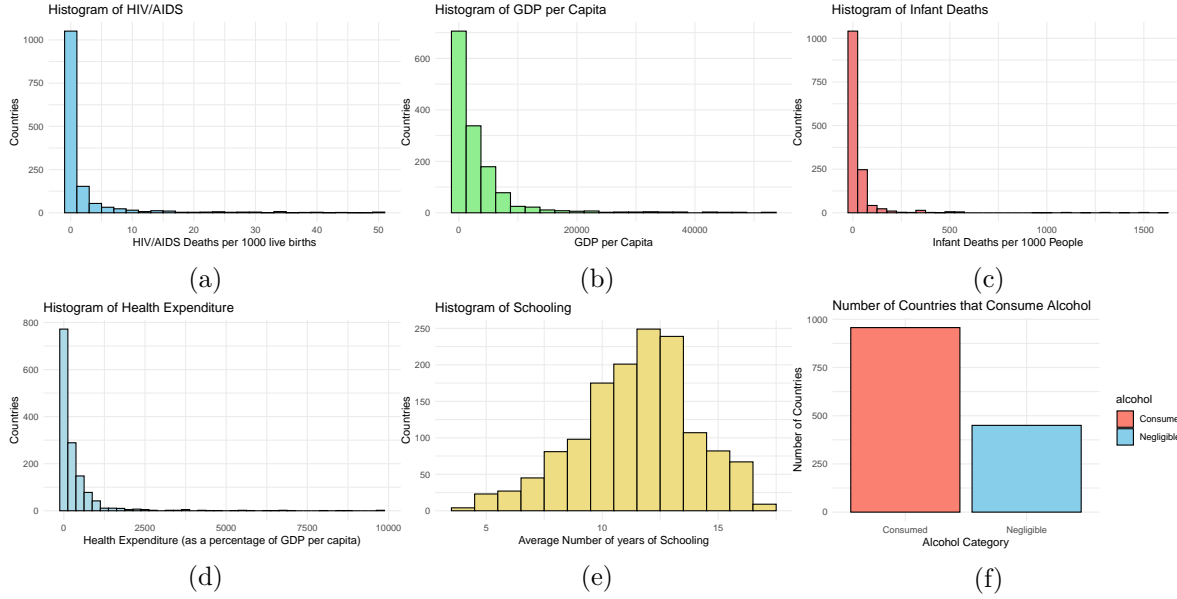 Histogram of HIV/AIDS
Countries
1000
750
500
250
0
0 10 20 30 40 50
HIV/AIDS Deaths per 1000 live births
(a)
Histogram of GDP per Capita
Countries
600
400
200
0
0 20000 40000
GDP per Capita
(b)
Histogram of Infant Deaths
Countries
1000
750
500
250
0
0 500 1000 1500
Infant Deaths per 1000 People
(c)
Histogram of Health Expenditure
Countries
800
600
400
200
0
0 2500 5000 7500 10000
Health Expenditure (as a percentage of GDP per capita)
(d)
Histogram of Schooling
Countries
250
200
150
100
50
0
5 10 15
Average Number of years of Schooling
(e)
Number of Countries that Consume Alcohol
Number of Countries
1000
750
500
250
0
Consumed Negligible
Alcohol Category
alcohol
Consume
Negligible
(f)